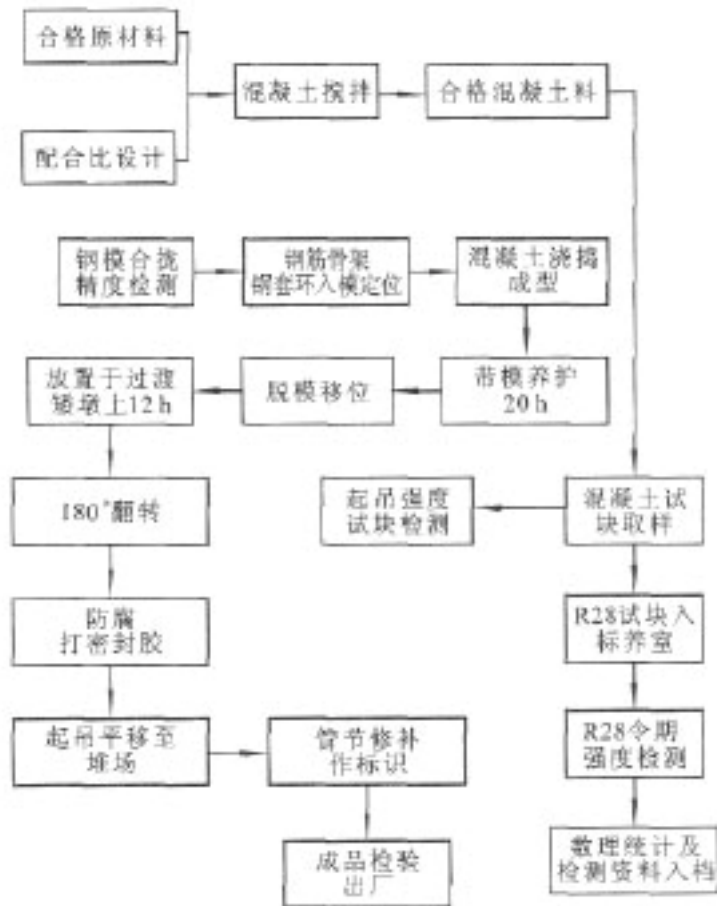 合格原材料
混凝土搅拌
合格混凝土料
配合比设计
钢模合拢
精度检测
钢筋骨架
钢套环入模定位
混凝土浇捣
成型
放置于过渡
矮墩上12h
脱模移位
带模养护
20h
180°翻转
起吊强度
试块检测
混凝土试
块取样
防腐
打密封胶
R28试块入
标养室
起吊平移至
堆场
管节修补
作标识
R28令期
强度检测
成品检验
出厂
数理统计及
检测资料入档